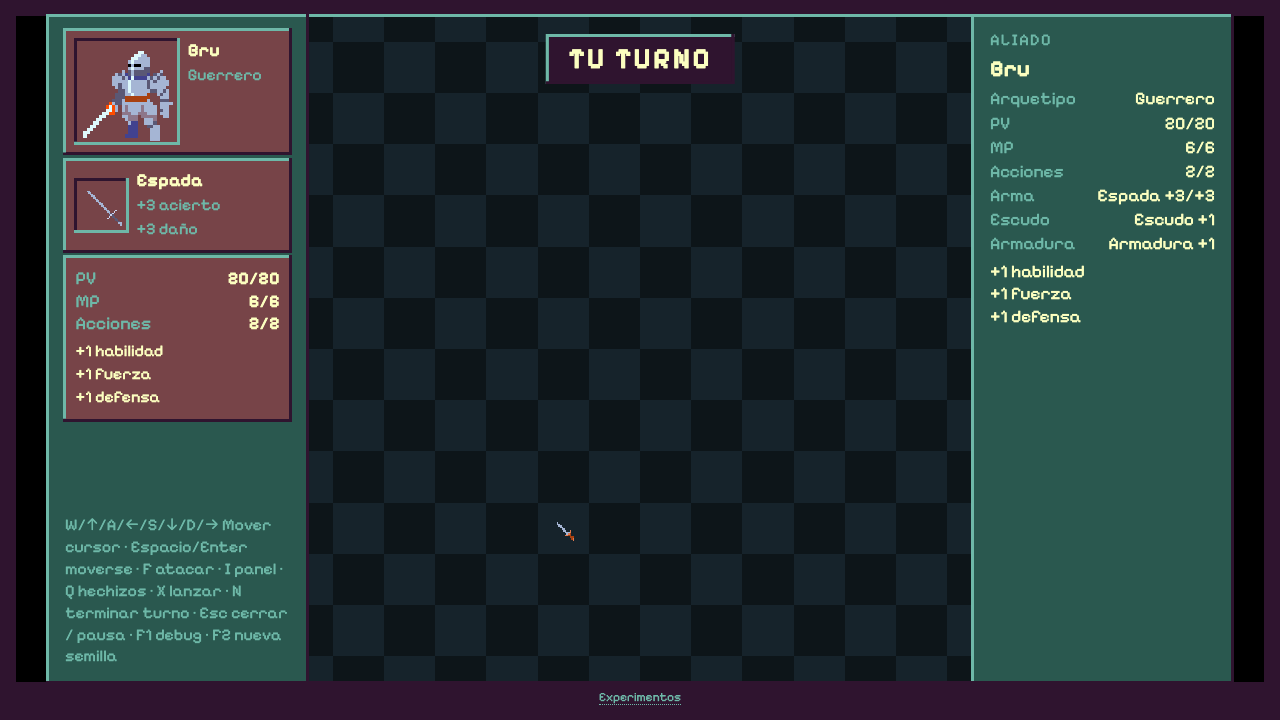 Bru
Guerrero
Espada
+3 acierto
+3 daño
PV 20/20
MP 6/6
Acciones 2/2
+1 habilidad
+1 fuerza
+1 defensa
W/↑/A/←/S/↓/D/→ Mover
cursor · Espacio/Enter
moverse · F atacar · I panel ·
Q hechizos · X lanzar · N
terminar turno · Esc cerrar
/ pausa · F1 debug · F2 nueva
semilla
TU TURNO
ALIADO
Bru
Arquetipo Guerrero
PV 20/20
MP 6/6
Acciones 2/2
Arma Espada +3/+3
Escudo Escudo +1
Armadura Armadura +1
+1 habilidad
+1 fuerza
+1 defensa
Experimentos